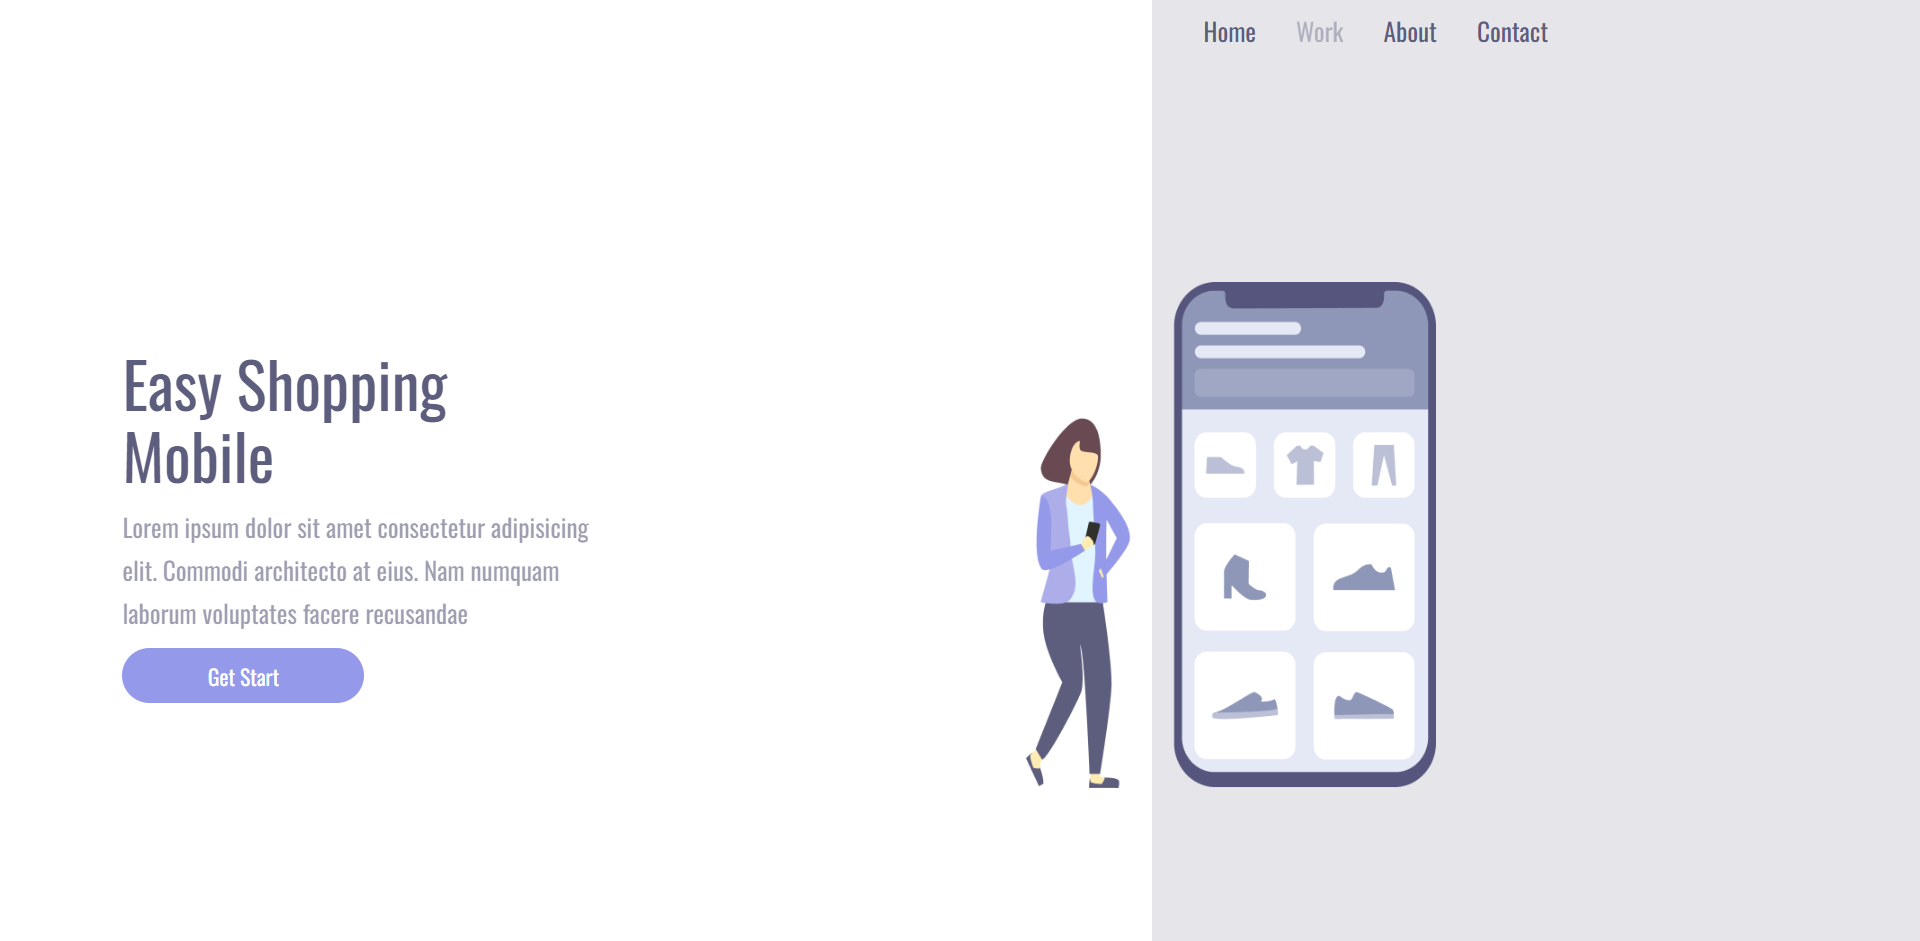 Home Work About Contact
Easy Shopping
Mobile
Lorem ipsum dolor sit amet consectetur adipisicing
elit. Commodi architecto at eius. Nam numquam
laborum voluptates facere recusandae
Get Start